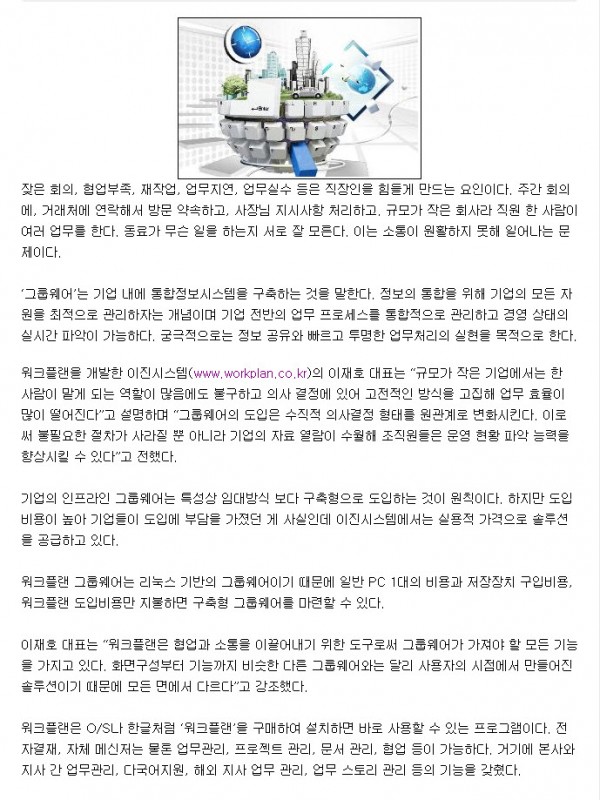 잦은 회의, 협업부족, 재작업, 업무지연, 업무실수 등은 직장인을 힘들게 만드는 요인이다. 주간 회의
에, 거래처에 연락해서 방문 약속하고, 사장님 지시사항 처리하고. 규모가 작은 회사라 직원 한 사람이
여러 업무를 한다. 동료가 무슨 일을 하는지 서로 잘 모른다. 이는 소통이 원활하지 못해 일어나는 문
제이다.
‘그룹웨어’는 기업 내에 통합정보시스템을 구축하는 것을 말한다. 정보의 통합을 위해 기업의 모든 자
원을 최적으로 관리하자는 개념이며 기업 전반의 업무 프로세스를 통합적으로 관리하고 경영 상태의
실시간 파악이 가능하다. 궁극적으로는 정보 공유와 빠르고 투명한 업무처리의 실현을 목적으로 한다.
워크플랜을 개발한 이진시스템(www.workplan.co.kr)의 이재호 대표는 “규모가 작은 기업에서는 한
사람이 맡게 되는 역할이 많음에도 불구하고 의사 결정에 있어 고전적인 방식을 고집해 업무 효율이
많이 떨어진다”고 설명하며 “그룹웨어의 도입은 수직적 의사결정 형태를 원관계로 변화시킨다. 이로
써 불필요한 절차가 사라질 뿐 아니라 기업의 자료 열람이 수월해 조직원들은 운영 현황 파악 능력을
향상시킬 수 있다”고 전했다.
기업의 인프라인 그룹웨어는 특성상 임대방식 보다 구축형으로 도입하는 것이 원칙이다. 하지만 도입
비용이 높아 기업들이 도입에 부담을 가졌던 게 사실인데 이진시스템에서는 실용적 가격으로 솔루션
을 공급하고 있다.
워크플랜 그룹웨어는 리눅스 기반의 그룹웨어이기 때문에 일반 PC 1대의 비용과 저장장치 구입비용,
워크플랜 도입비용만 지불하면 구축형 그룹웨어를 마련할 수 있다.
이재호 대표는 “워크플랜은 협업과 소통을 이끌어내기 위한 도구로써 그룹웨어가 가져야 할 모든 기능
을 가지고 있다. 화면구성부터 기능까지 비슷한 다른 그룹웨어와는 달리 사용자의 시점에서 만들어진
솔루션이기 때문에 모든 면에서 다르다”고 강조했다.
워크플랜은 O/S나 한글처럼 ‘워크플랜’을 구매하여 설치하면 바로 사용할 수 있는 프로그램이다. 전
자결재, 자체 메신저는 물론 업무관리, 프로젝트 관리, 문서 관리, 협업 등이 가능하다. 거기에 본사와
지사 간 업무관리, 다국어지원, 해외 지사 업무 관리, 업무 스토리 관리 등의 기능을 갖췄다.